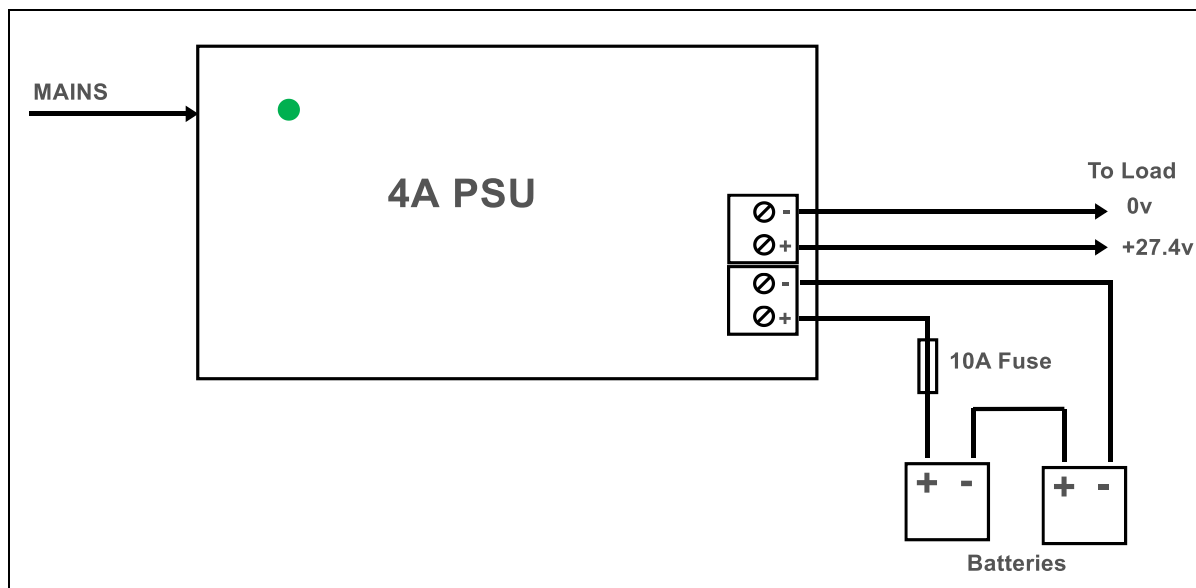 MAINS
4A PSU
To Load
-
0v
+
+27.4v
-
+
10A Fuse
+ -
+ -
Batteries